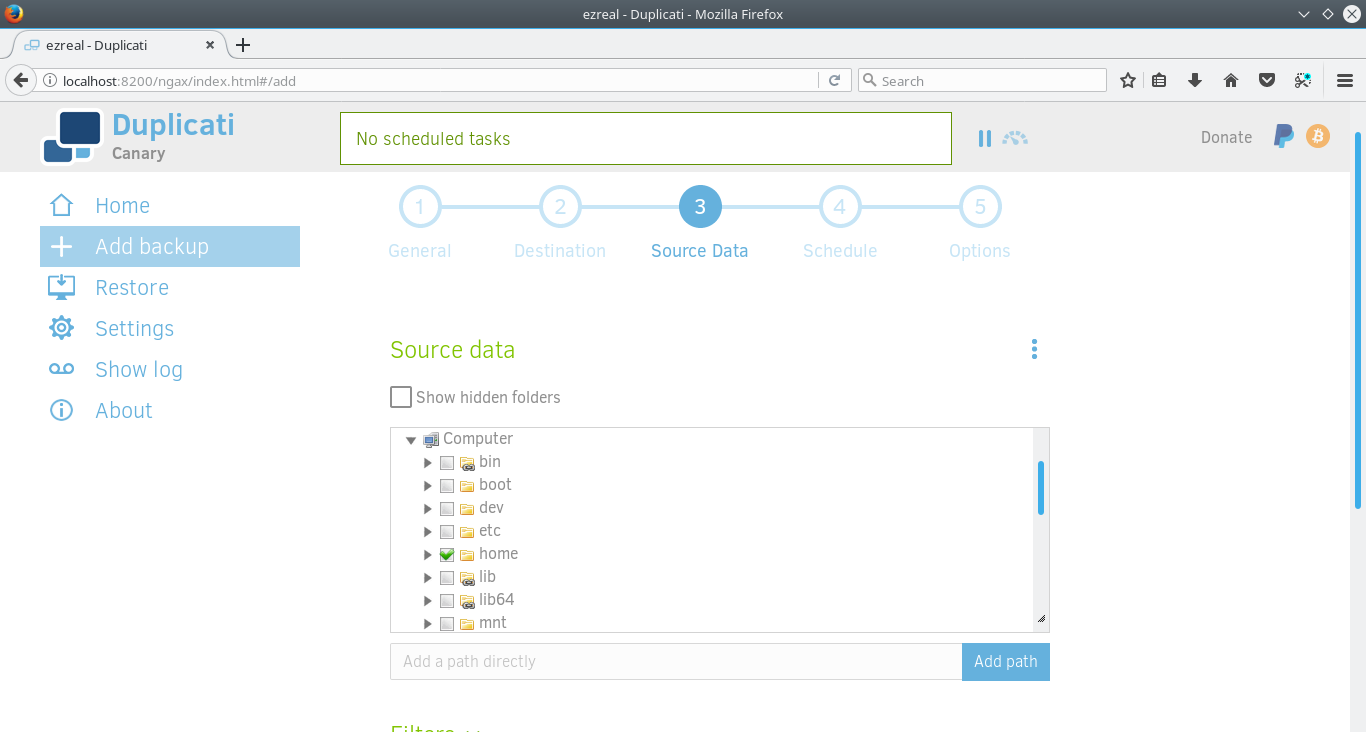 ezreal - Duplicati - Mozilla Firefox
ezreal - Duplicati
localhost:8200/ngax/index.html#/add
Search
Duplicati
Canary
No scheduled tasks
Donate
Home
Add backup
Restore
Settings
Show log
About
1 2 3 4 5
General Destination Source Data Schedule Options
Source data
Show hidden folders
Computer
bin
boot
dev
etc
home
lib
lib64
mnt
Add a path directly
Add path
Filters